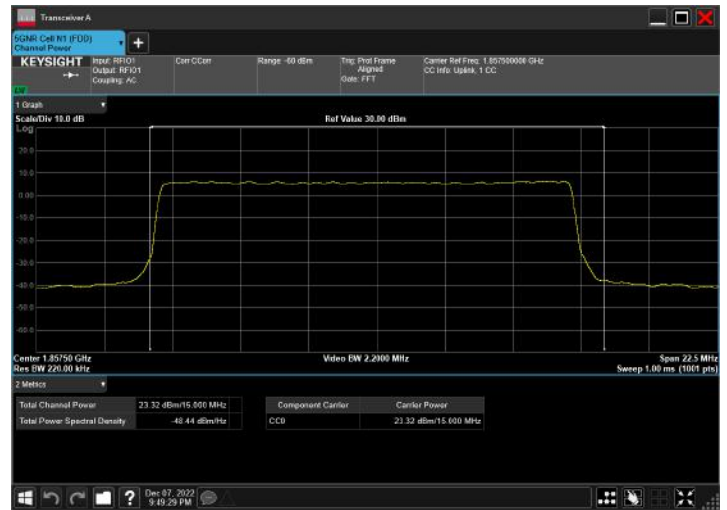 Transceiver A
5GNR Cell N1 (FDD)
Channel Power
KEYSIGHT
Input: RFIO1
Output: RFIO1
Coupling: AC
Corr CCorr
Range -60 dBm
Trig: Prot Frame
Aligned
Gate: FFT
Carrier Ref Freq: 1.857500000 GHz
CC Info: Uplink, 1 CC
1 Graph
Scale/Div 10.0 dB
Ref Value 30.00 dBm
Log
20.0
10.0
0.00
-10.0
-20.0
-30.0
-40.0
-50.0
-60.0
Center 1.85750 GHz
Video BW 2.2000 MHz
Span 22.5 MHz
Res BW 220.00 kHz
Sweep 1.00 ms (1001 pts)
2 Metrics
Total Channel Power 23.32 dBm/15.000 MHz
Total Power Spectral Density -48.44 dBm/Hz
Component Carrier Carrier Power
CC0 23.32 dBm/15.000 MHz
?
Dec 07, 2022
9:49:29 PM